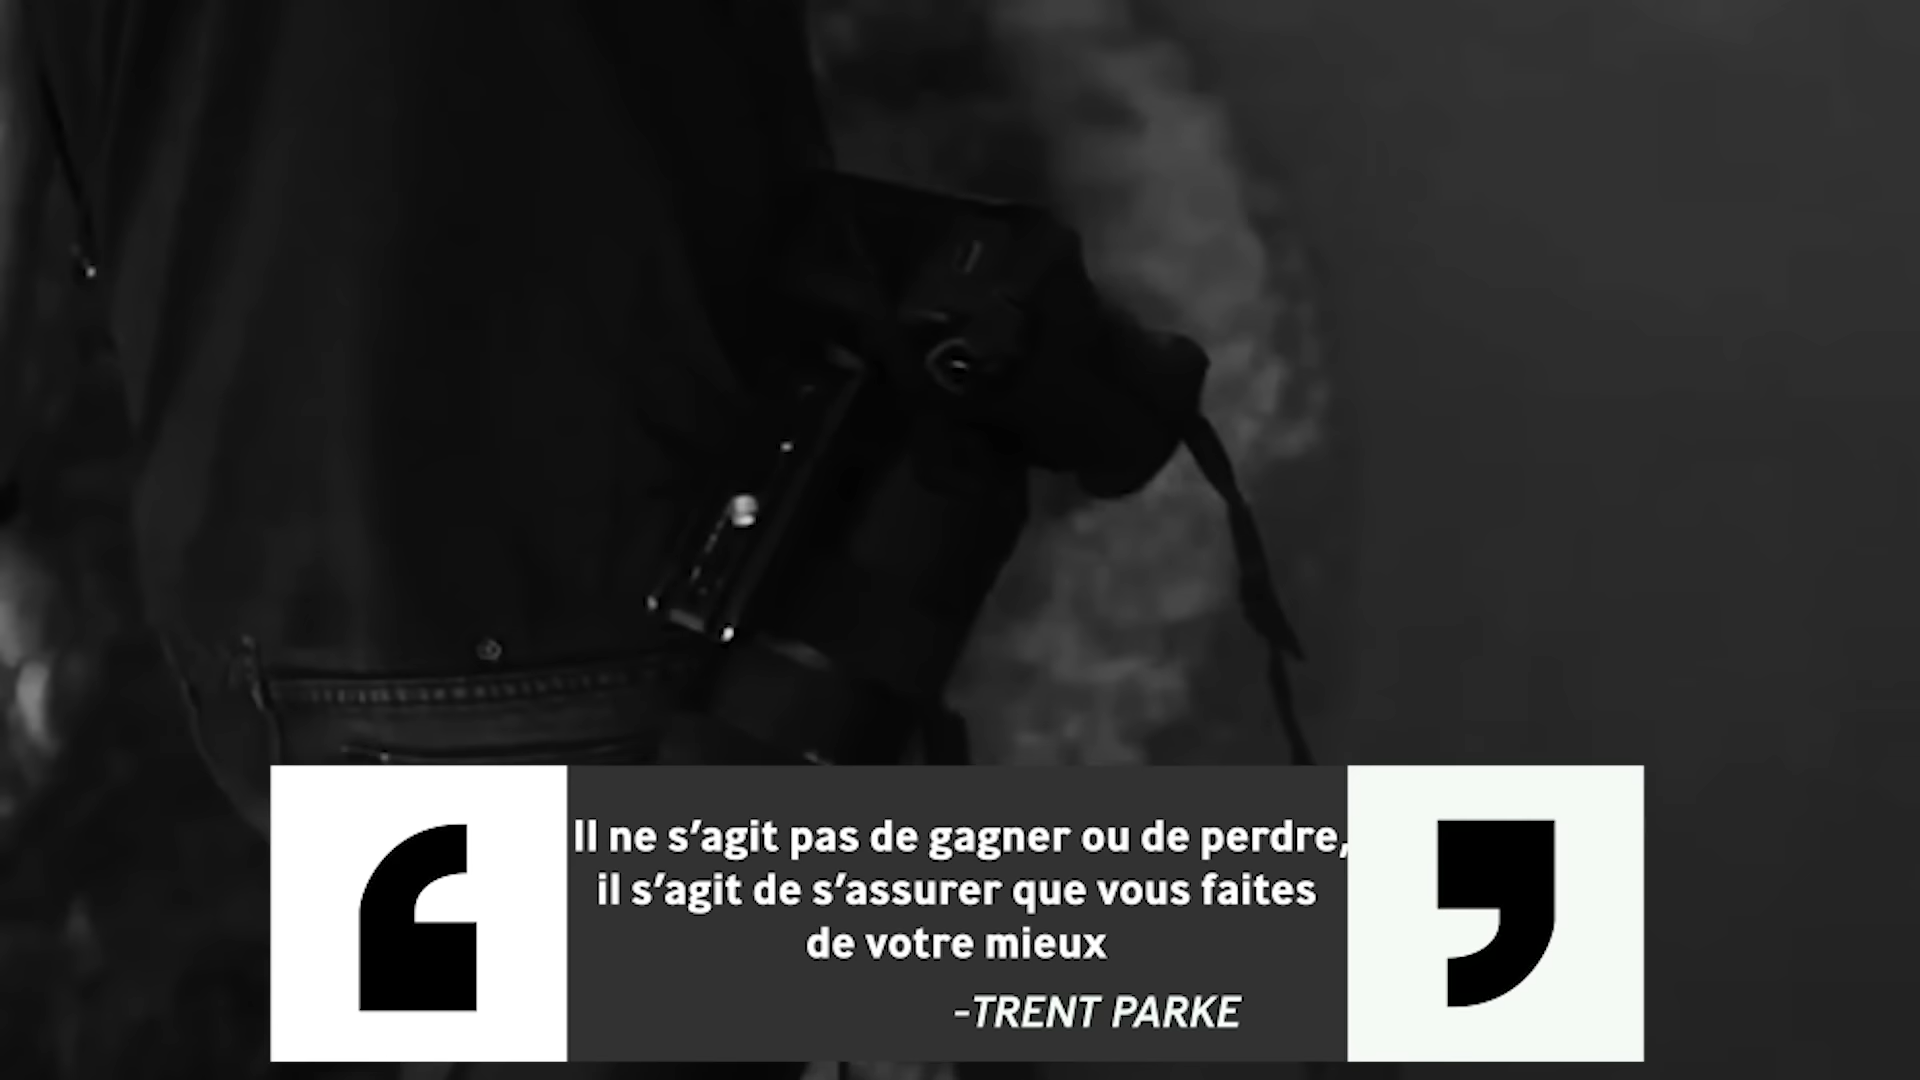 Il ne s’agit pas de gagner ou de perdre,
il s’agit de s’assurer que vous faites
de votre mieux
-TRENT PARKE